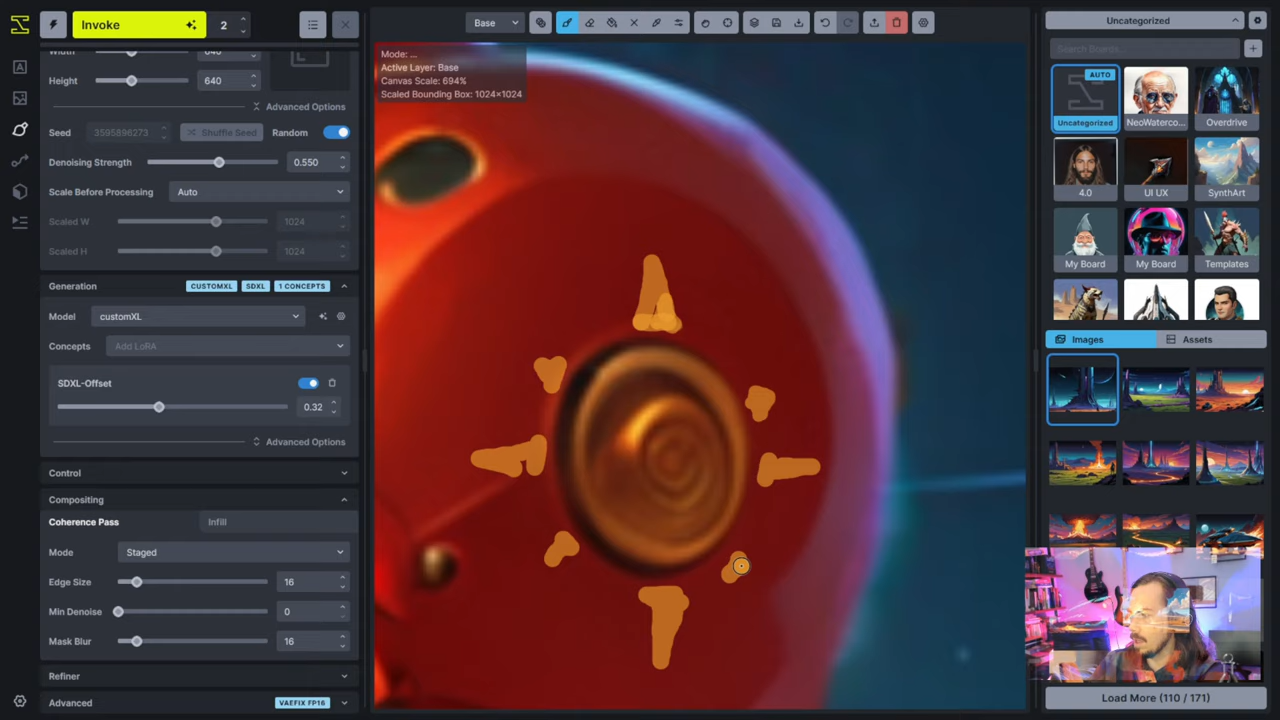 Invoke
2
Base
Uncategorized
Mode: ...
Active Layer: Base
Canvas Scale: 694%
Scaled Bounding Box: 1024×1024
Width
640
Height
640
Advanced Options
Seed
3595896273
Shuffle Seed
Random
Denoising Strength
0.550
Scale Before Processing
Auto
Scaled W
1024
Scaled H
1024
Generation
CUSTOMXL
SDXL
1 CONCEPTS
Model
customXL
Concepts
Add LoRA
SDXL-Offset
0.32
Advanced Options
Control
Compositing
Coherence Pass
Infill
Mode
Staged
Edge Size
16
Min Denoise
0
Mask Blur
16
Refiner
Advanced
VAEFIX FP16
Search Boards...
AUTO
Uncategorized
NeoWaterco...
Overdrive
4.0
UI UX
SynthArt
My Board
My Board
Templates
Images
Assets
Load More (110 / 171)